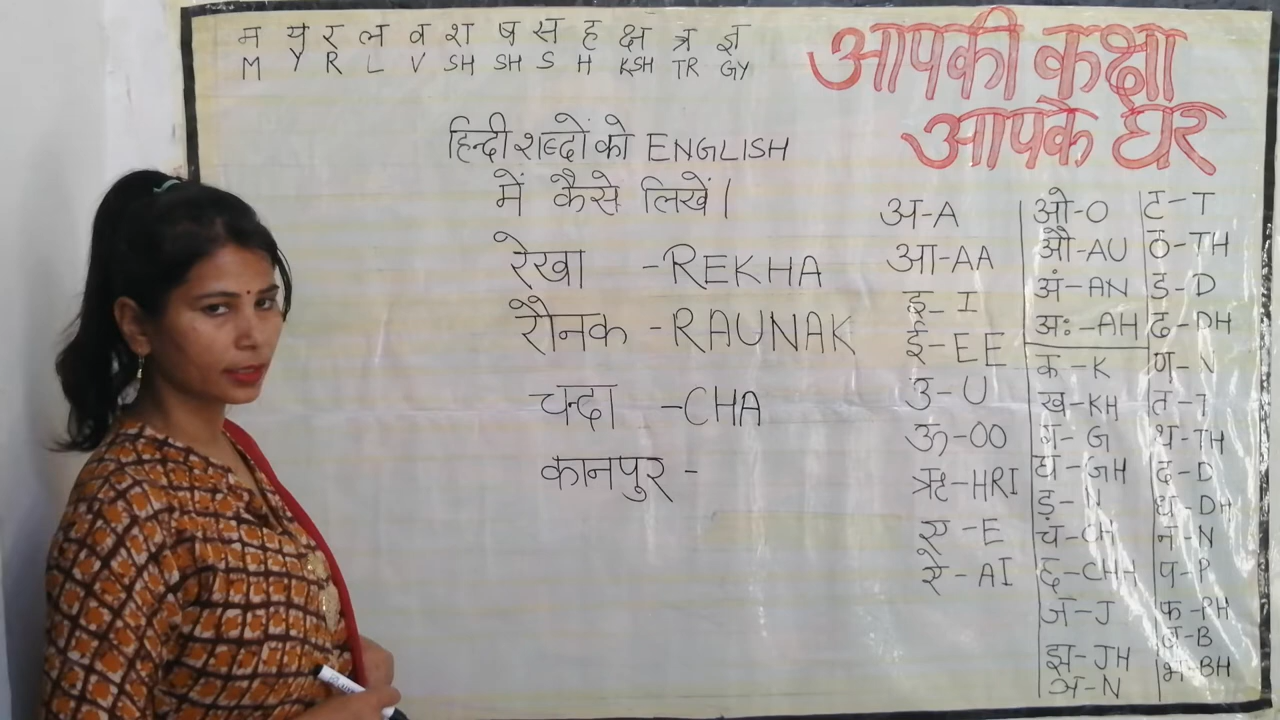 म य र ल व श ष स ह क्ष त्र ज्ञ
M Y R L V SH SH S H KSH TR GY
आपकी कक्षा
आपके घर
हिन्दी शब्दों को ENGLISH
में कैसे लिखें।
रेखा - REKHA
रौनक - RAUNAK
चन्दा - CHA
कानपुर -
अ - A
आ - AA
इ - I
ई - EE
उ - U
ऊ - OO
ऋ - HRI
ए - E
ऐ - AI
ओ - O
औ - AU
अं - AN
अः - AH
क - K
ख - KH
ग - G
घ - GH
ड़ - N
च - CH
छ - CHH
ज - J
झ - JH
ञ - N
ट - T
ठ - TH
ड - D
ढ - DH
ण - N
त - T
थ - TH
द - D
ध - DH
न - N
प - P
फ - PH
ब - B
भ - BH